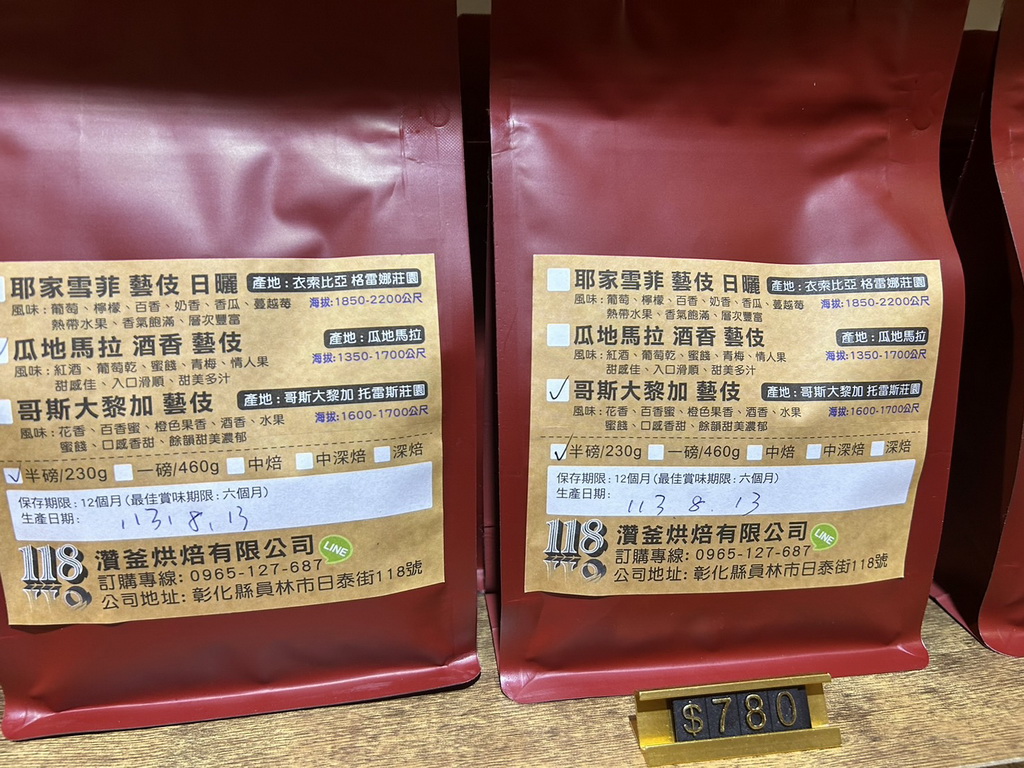 耶家雪菲 藝伎 日曬 產地:衣索比亞 格雷娜莊園
風味:葡萄、檸檬、百香、奶香、香瓜、蔓越莓 海拔:1850-2200公尺
熱帶水果、香氣飽滿、層次豐富
瓜地馬拉 酒香 藝伎 產地:瓜地馬拉
風味:紅酒、葡萄乾、蜜餞、青梅、情人果 海拔:1350-1700公尺
甜感佳、入口滑順、甜美多汁
哥斯大黎加 藝伎 產地:哥斯大黎加 托雷斯莊園
風味:花香、百香蜜、橙色果香、酒香、水果 海拔:1600-1700公尺
蜜餞、口感香甜、餘韻甜美濃郁
半磅/230g 一磅/460g 中焙 中深焙 深焙
保存期限:12個月(最佳賞味期限:六個月)
生產日期: 113.8.13
118 瓚釜烘焙有限公司 LINE
訂購專線: 0965-127-687
公司地址: 彰化縣員林市日泰街118號
耶家雪菲 藝伎 日曬 產地:衣索比亞 格雷娜莊園
風味:葡萄、檸檬、百香、奶香、香瓜、蔓越莓 海拔:1850-2200公尺
熱帶水果、香氣飽滿、層次豐富
瓜地馬拉 酒香 藝伎 產地:瓜地馬拉
風味:紅酒、葡萄乾、蜜餞、青梅、情人果 海拔:1350-1700公尺
甜感佳、入口滑順、甜美多汁
哥斯大黎加 藝伎 產地:哥斯大黎加 托雷斯莊園
風味:花香、百香蜜、橙色果香、酒香、水果 海拔:1600-1700公尺
蜜餞、口感香甜、餘韻甜美濃郁
半磅/230g 一磅/460g 中焙 中深焙 深焙
保存期限:12個月(最佳賞味期限:六個月)
生產日期: 113.8.13
118 瓚釜烘焙有限公司 LINE
訂購專線: 0965-127-687
公司地址: 彰化縣員林市日泰街118號
$780